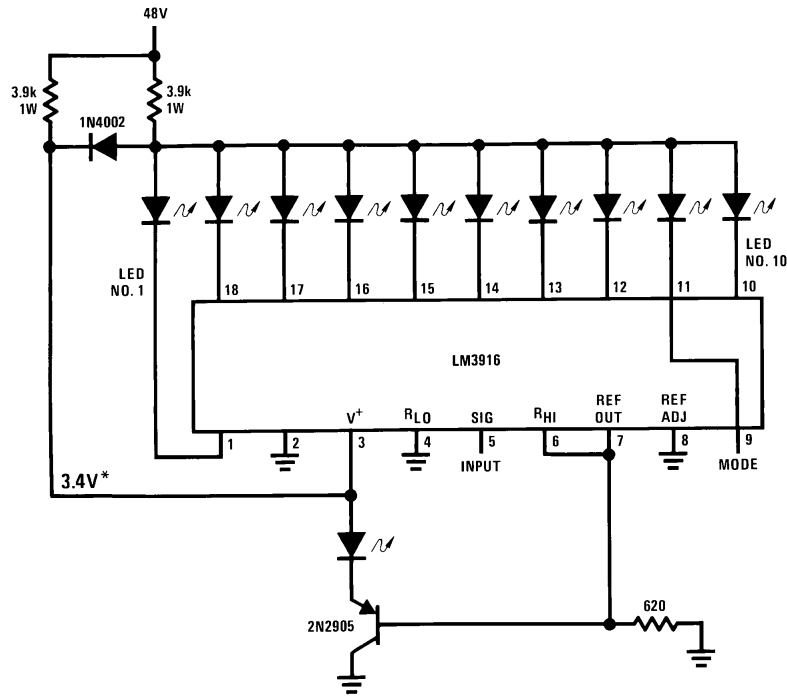 48V
3.9k
1W
3.9k
1W
1N4002
LED
NO. 1
LED
NO. 10
18
17
16
15
14
13
12
11
10
LM3916
V+
RLO
SIG
RHI
REF
OUT
REF
ADJ
1
2
3
4
5
6
7
8
9
INPUT
MODE
3.4V*
2N2905
620